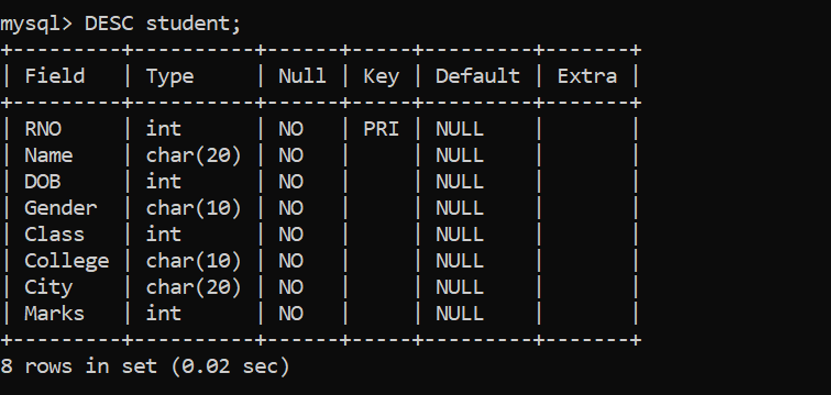 mysql> DESC student;
+---------+----------+------+-----+---------+-------+
| Field   | Type     | Null | Key | Default | Extra |
+---------+----------+------+-----+---------+-------+
| RNO     | int      | NO   | PRI | NULL    |       |
| Name    | char(20) | NO   |     | NULL    |       |
| DOB     | int      | NO   |     | NULL    |       |
| Gender  | char(10) | NO   |     | NULL    |       |
| Class   | int      | NO   |     | NULL    |       |
| College | char(10) | NO   |     | NULL    |       |
| City    | char(20) | NO   |     | NULL    |       |
| Marks   | int      | NO   |     | NULL    |       |
+---------+----------+------+-----+---------+-------+
8 rows in set (0.02 sec)